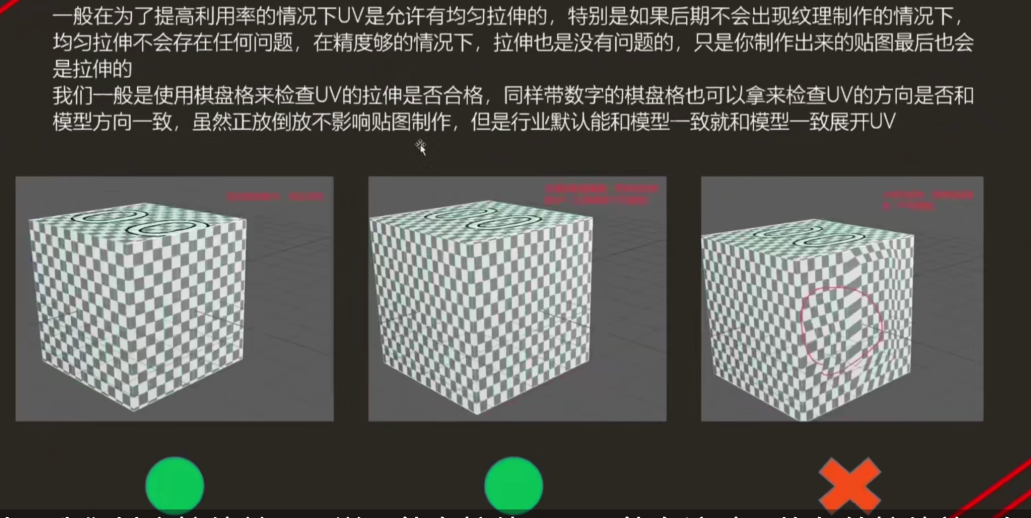 一般在为了提高利用率的情况下UV是允许有均匀拉伸的，特别是如果后期不会出现纹理制作的情况下，
均匀拉伸不会存在任何问题，在精度够的情况下，拉伸也是没有问题的，只是你制作出来的贴图最后也会
是拉伸的
我们一般是使用棋盘格来检查UV的拉伸是否合格，同样带数字的棋盘格也可以拿来检查UV的方向是否和
模型方向一致，虽然正放倒放不影响贴图制作，但是行业默认能和模型一致就和模型一致展开UV